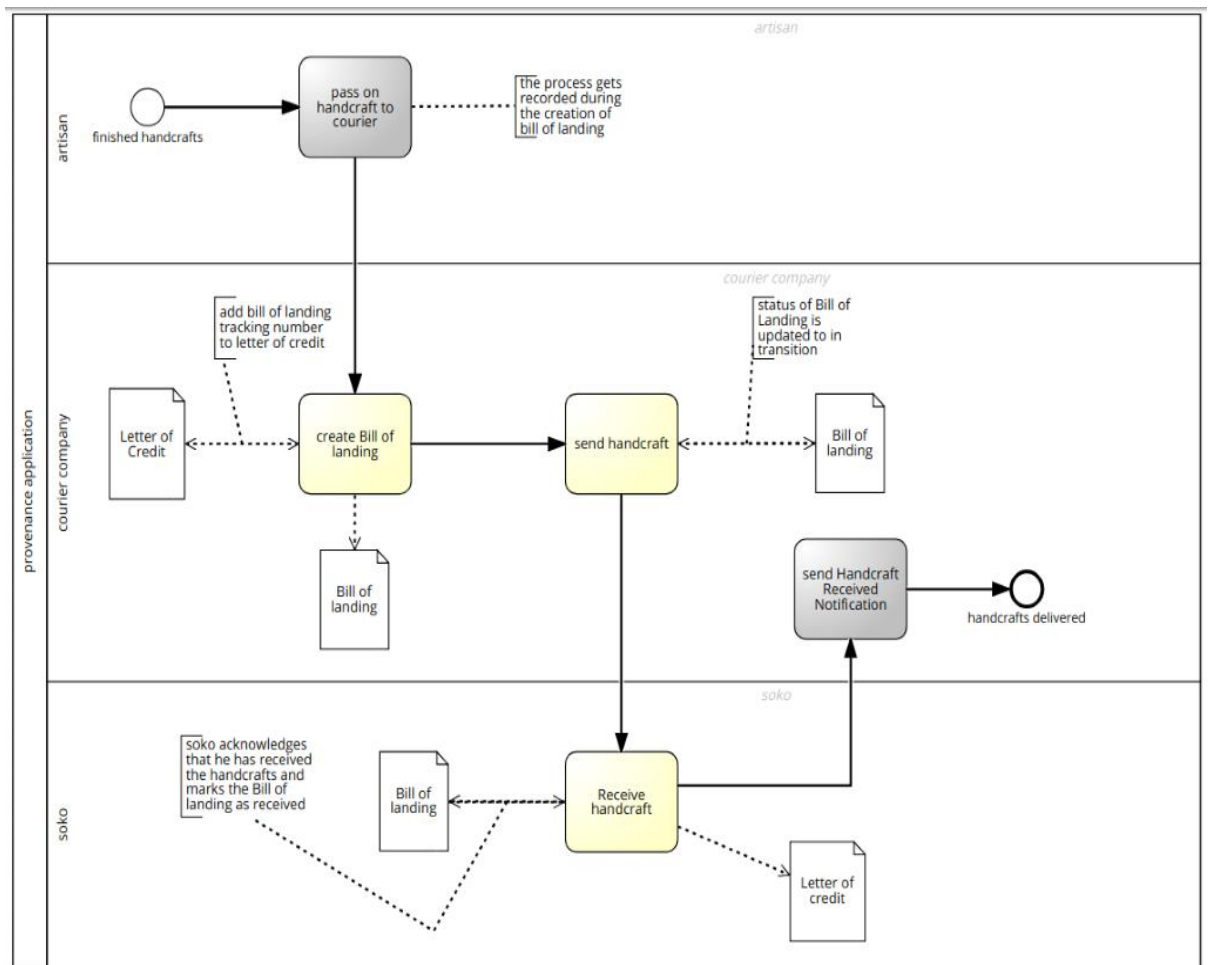 provenance application
artisan
artisan
finished handcrafts
pass on
handcraft to
courier
the process gets
recorded during
the creation of
bill of landing
courier company
courier company
add bill of landing
tracking number
to letter of credit
status of Bill of
Landing is
updated to in
transition
Letter of
Credit
create Bill of
landing
send handcraft
Bill of
landing
Bill of
landing
send Handcraft
Received
Notification
handcrafts delivered
soko
soko
soko acknowledges
that he has received
the handcrafts and
marks the Bill of
landing as received
Bill of
landing
Receive
handcraft
Letter of
credit